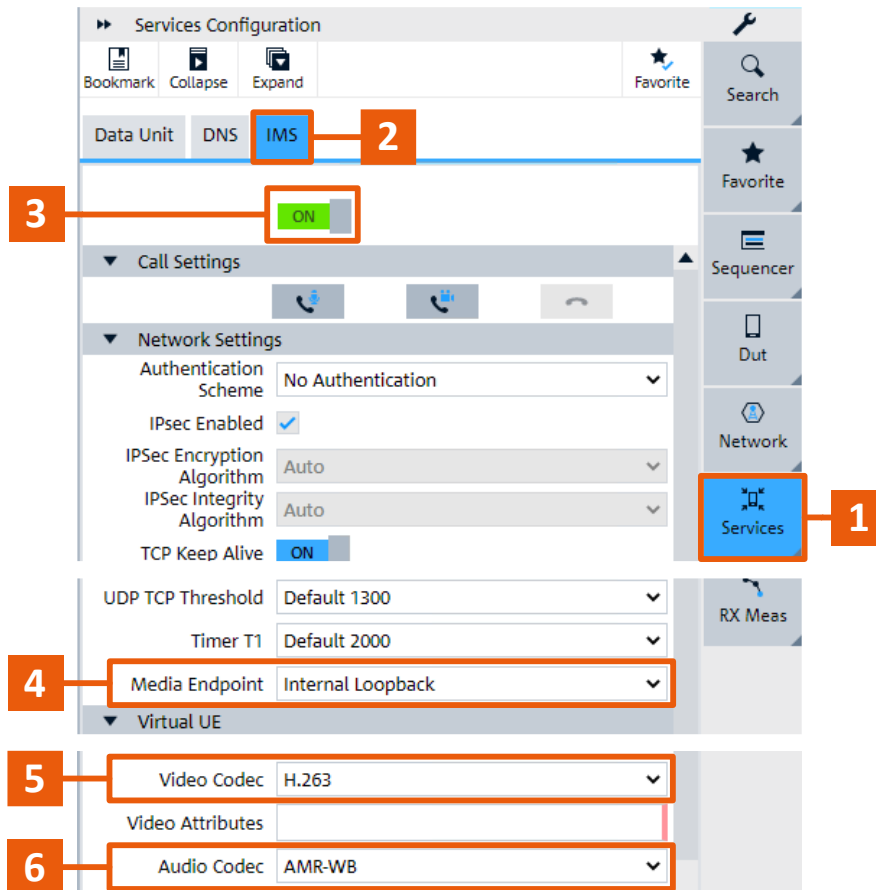 Services Configuration
Bookmark Collapse Expand Favorite
Search
Data Unit DNS IMS 2
Favorite
3 ON
Call Settings
Sequencer
Network Settings
Dut
Authentication
Scheme No Authentication
IPsec Enabled
Network
IPSec Encryption
Algorithm Auto
IPSec Integrity
Algorithm Auto
Services 1
TCP Keep Alive ON
UDP TCP Threshold Default 1300
RX Meas
Timer T1 Default 2000
4 Media Endpoint Internal Loopback
Virtual UE
5 Video Codec H.263
Video Attributes
6 Audio Codec AMR-WB